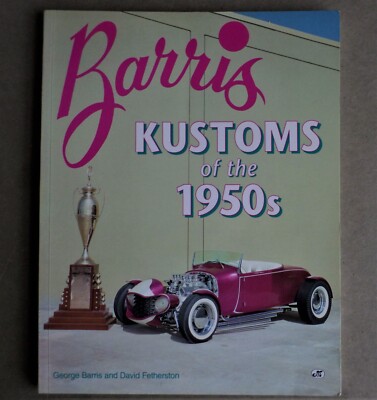 Barris
KUSTOMS
of the
1950s
George Barris and David Fetherston